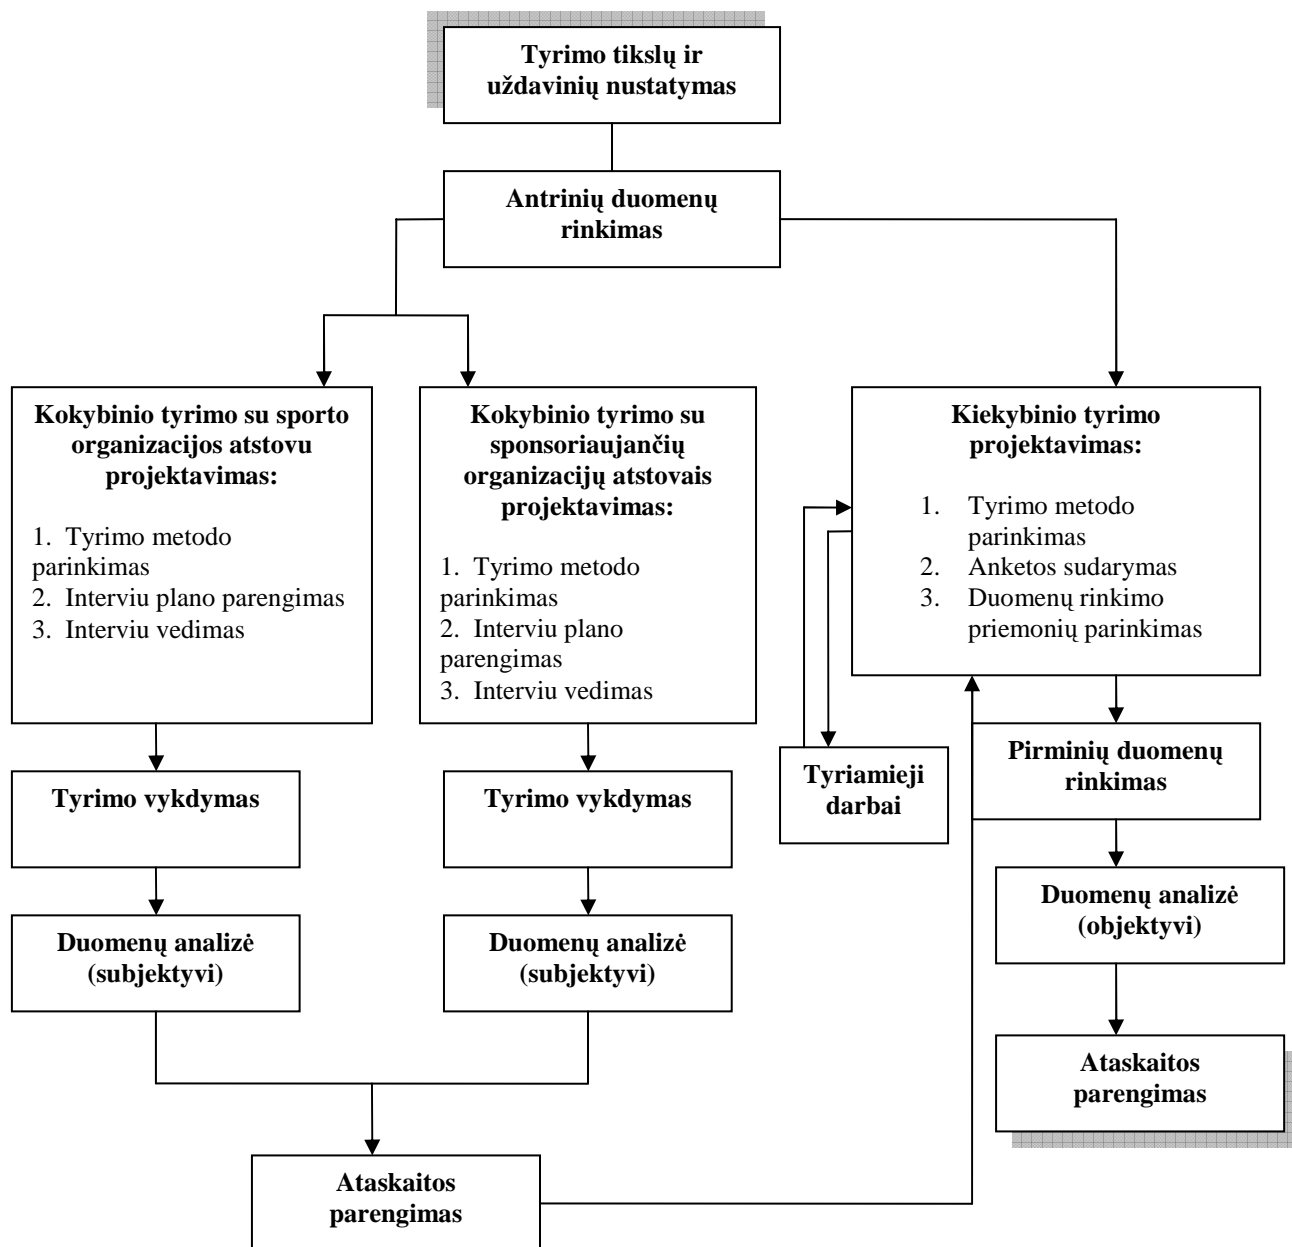 Tyrimo tikslų ir
uždavinių nustatymas
Antrinių duomenų
rinkimas
Kokybinio tyrimo su sporto
organizacijos atstovu
projektavimas:
1. Tyrimo metodo
parinkimas
2. Interviu plano parengimas
3. Interviu vedimas
Kokybinio tyrimo su
sponsoriaujančių
organizacijų atstovais
projektavimas:
1. Tyrimo metodo
parinkimas
2. Interviu plano
parengimas
3. Interviu vedimas
Kiekybinio tyrimo
projektavimas:
1. Tyrimo metodo
parinkimas
2. Anketos sudarymas
3. Duomenų rinkimo
priemonių parinkimas
Tyrimo vykdymas
Tyrimo vykdymas
Tyriamieji
darbai
Pirminių duomenų
rinkimas
Duomenų analizė
(subjektyvi)
Duomenų analizė
(subjektyvi)
Duomenų analizė
(objektyvi)
Ataskaitos
parengimas
Ataskaitos
parengimas